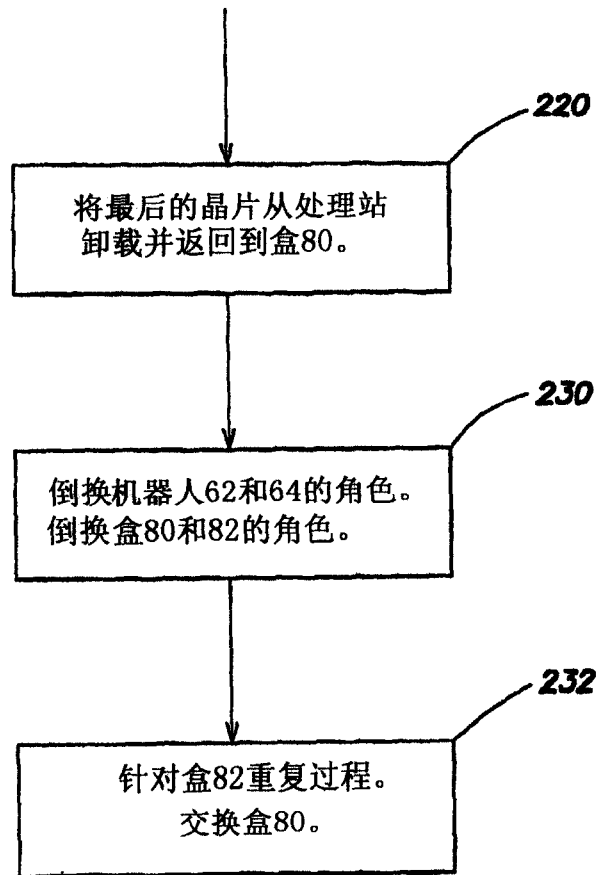 220
将最后的晶片从处理站
卸载并返回到盒80。
230
倒换机器人62和64的角色。
倒换盒80和82的角色。
232
针对盒82重复过程。
交换盒80。